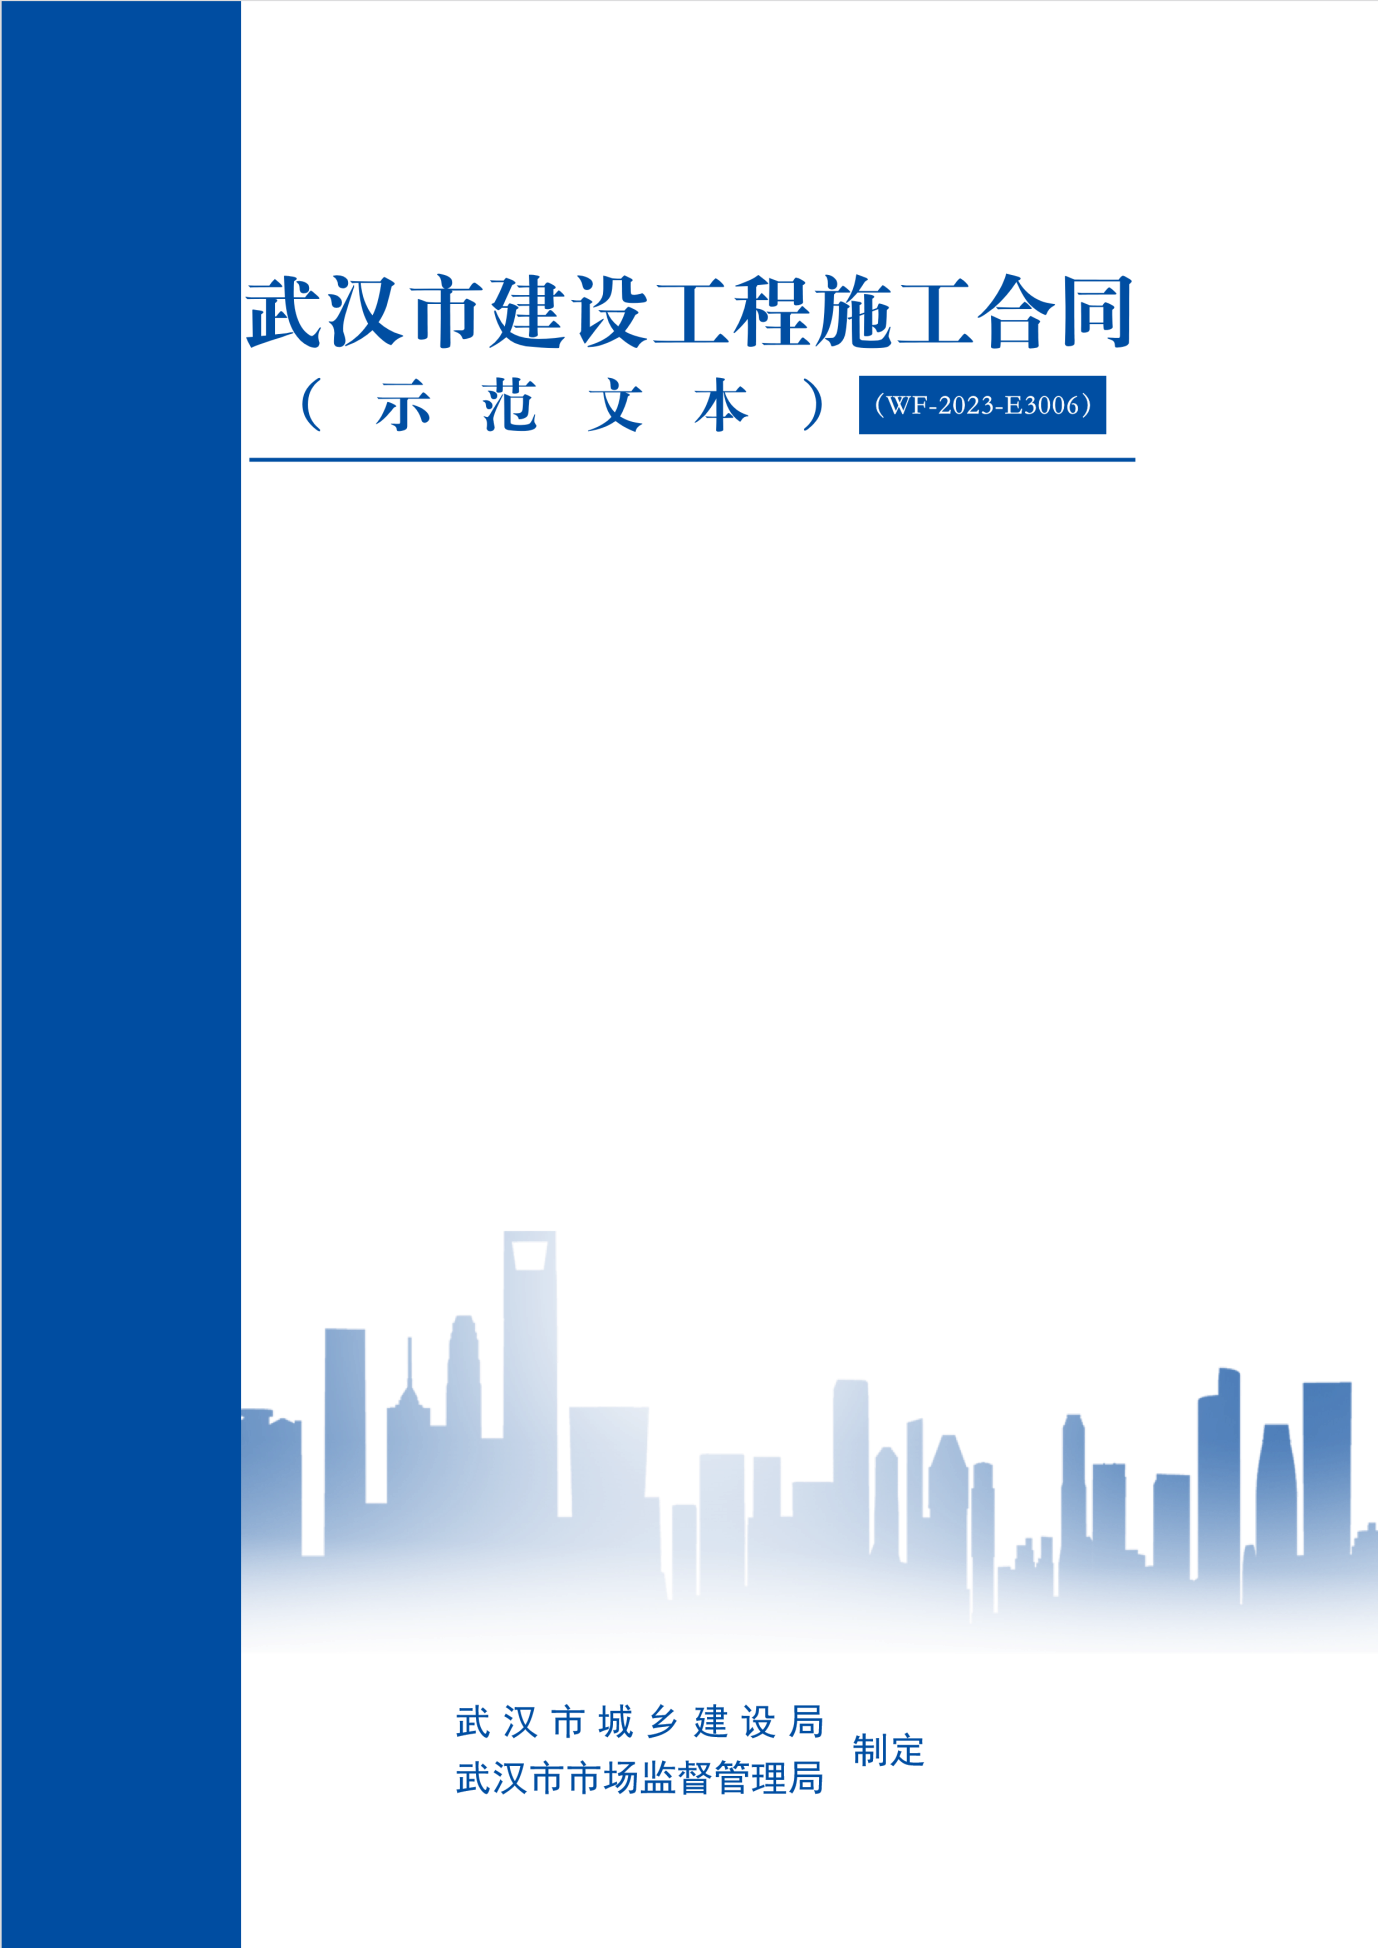 武汉市建设工程施工合同
（示范文本）（WF-2023-E3006）
武汉市城乡建设局
武汉市市场监督管理局
制定